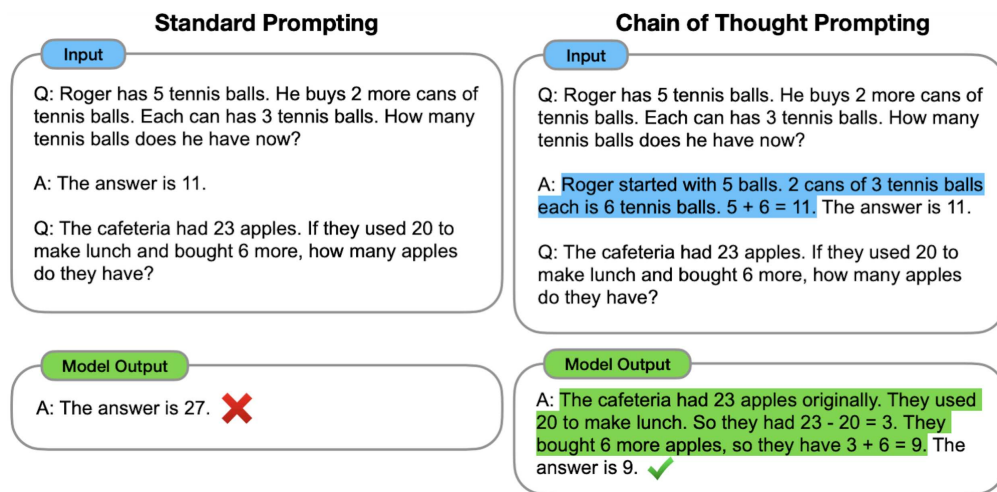 Standard Prompting
Input
Q: Roger has 5 tennis balls. He buys 2 more cans of
tennis balls. Each can has 3 tennis balls. How many
tennis balls does he have now?
A: The answer is 11.
Q: The cafeteria had 23 apples. If they used 20 to
make lunch and bought 6 more, how many apples
do they have?
Model Output
A: The answer is 27.
Chain of Thought Prompting
Input
Q: Roger has 5 tennis balls. He buys 2 more cans of
tennis balls. Each can has 3 tennis balls. How many
tennis balls does he have now?
A: Roger started with 5 balls. 2 cans of 3 tennis balls
each is 6 tennis balls. 5 + 6 = 11. The answer is 11.
Q: The cafeteria had 23 apples. If they used 20 to
make lunch and bought 6 more, how many apples
do they have?
Model Output
A: The cafeteria had 23 apples originally. They used
20 to make lunch. So they had 23 - 20 = 3. They
bought 6 more apples, so they have 3 + 6 = 9. The
answer is 9.